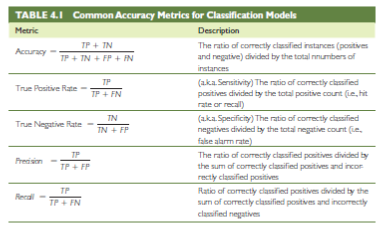 TABLE 4.1 Common Accuracy Metrics for Classification Models
Metric Description
Accuracy = TP + TN / TP + TN + FP + FN
The ratio of correctly classified instances (positives
and negative) divided by the total nnumbers of
instances
True Positive Rate = TP / TP + FN
(a.k.a. Sensitivity) The ratio of correctly classified
positives divided by the total positive count (i.e., hit
rate or recall)
True Negative Rate = TN / TN + FP
(a.k.a. Specificity) The ratio of correctly classified
negatives divided by the total negative count (i.e.,
false alarm rate)
Precision = TP / TP + FP
The ratio of correctly classified positives divided by
the sum of correctly classified positives and incor-
rectly classified positives
Recall = TP / TP + FN
Ratio of correctly classified positives divided by the
sum of correctly classified positives and incorrectly
classified negatives